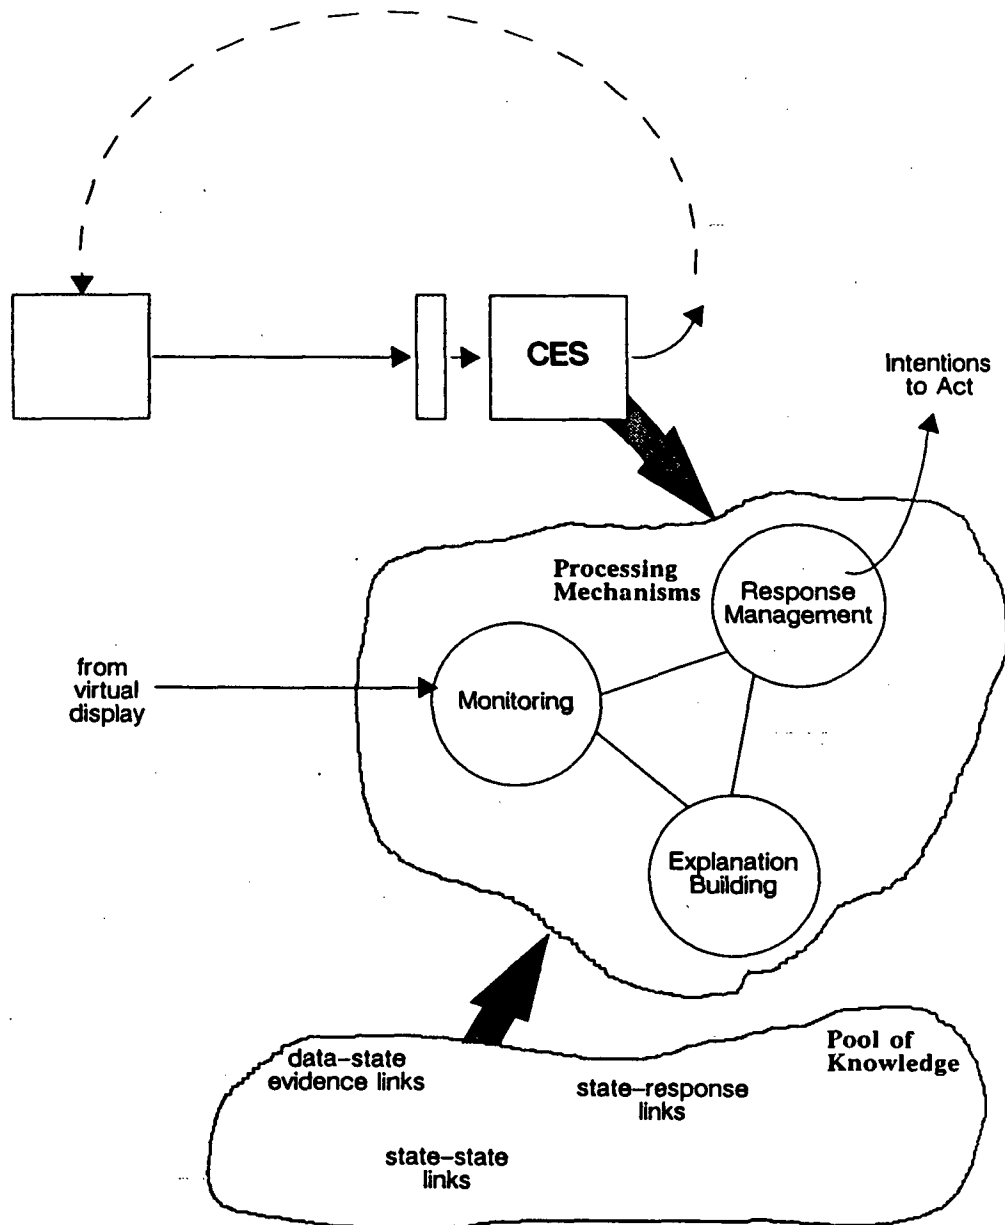 CES
Intentions
to Act
Processing
Mechanisms
Response
Management
from
virtual
display
Monitoring
Explanation
Building
Pool of
Knowledge
data–state
evidence links
state–response
links
state–state
links